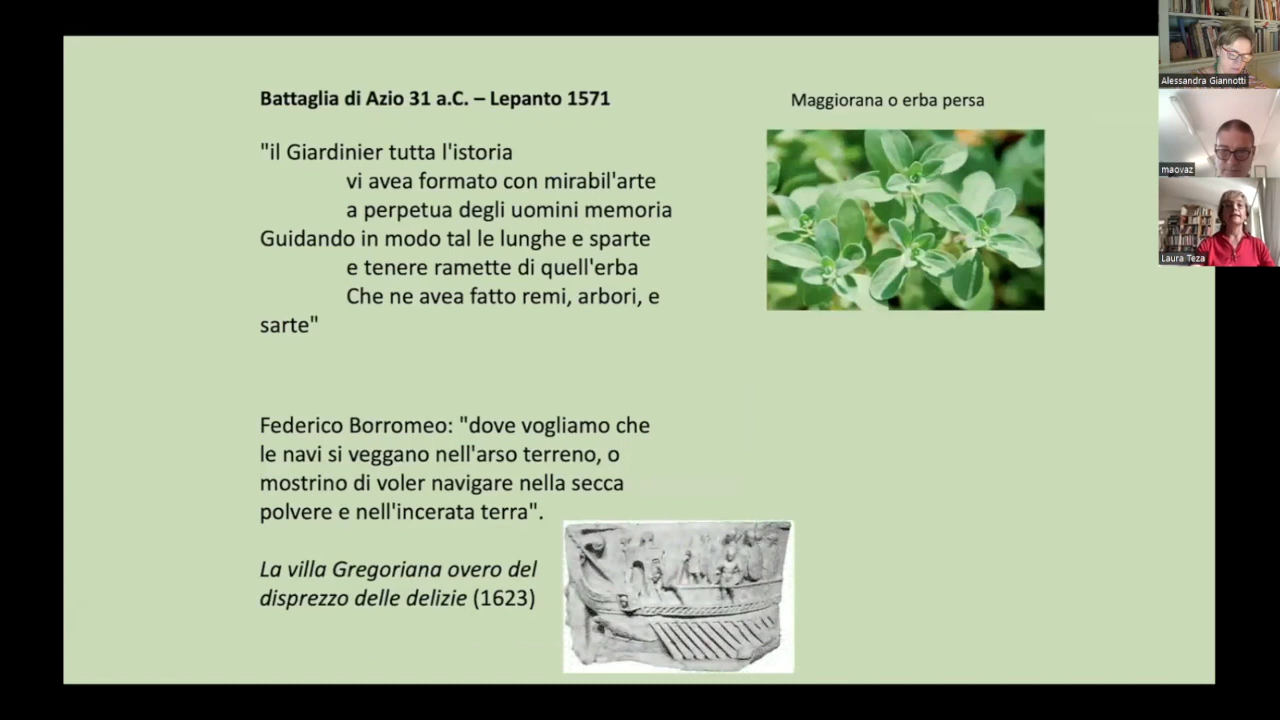 Battaglia di Azio 31 a.C. – Lepanto 1571
"il Giardinier tutta l'istoria
vi avea formato con mirabil'arte
a perpetua degli uomini memoria
Guidando in modo tal le lunghe e sparte
e tenere ramette di quell'erba
Che ne avea fatto remi, arbori, e
sarte"
Federico Borromeo: "dove vogliamo che
le navi si veggano nell'arso terreno, o
mostrino di voler navigare nella secca
polvere e nell'incerata terra".
La villa Gregoriana overo del
disprezzo delle delizie (1623)
Maggiorana o erba persa
Alessandra Giannotti
maovaz
Laura Teza